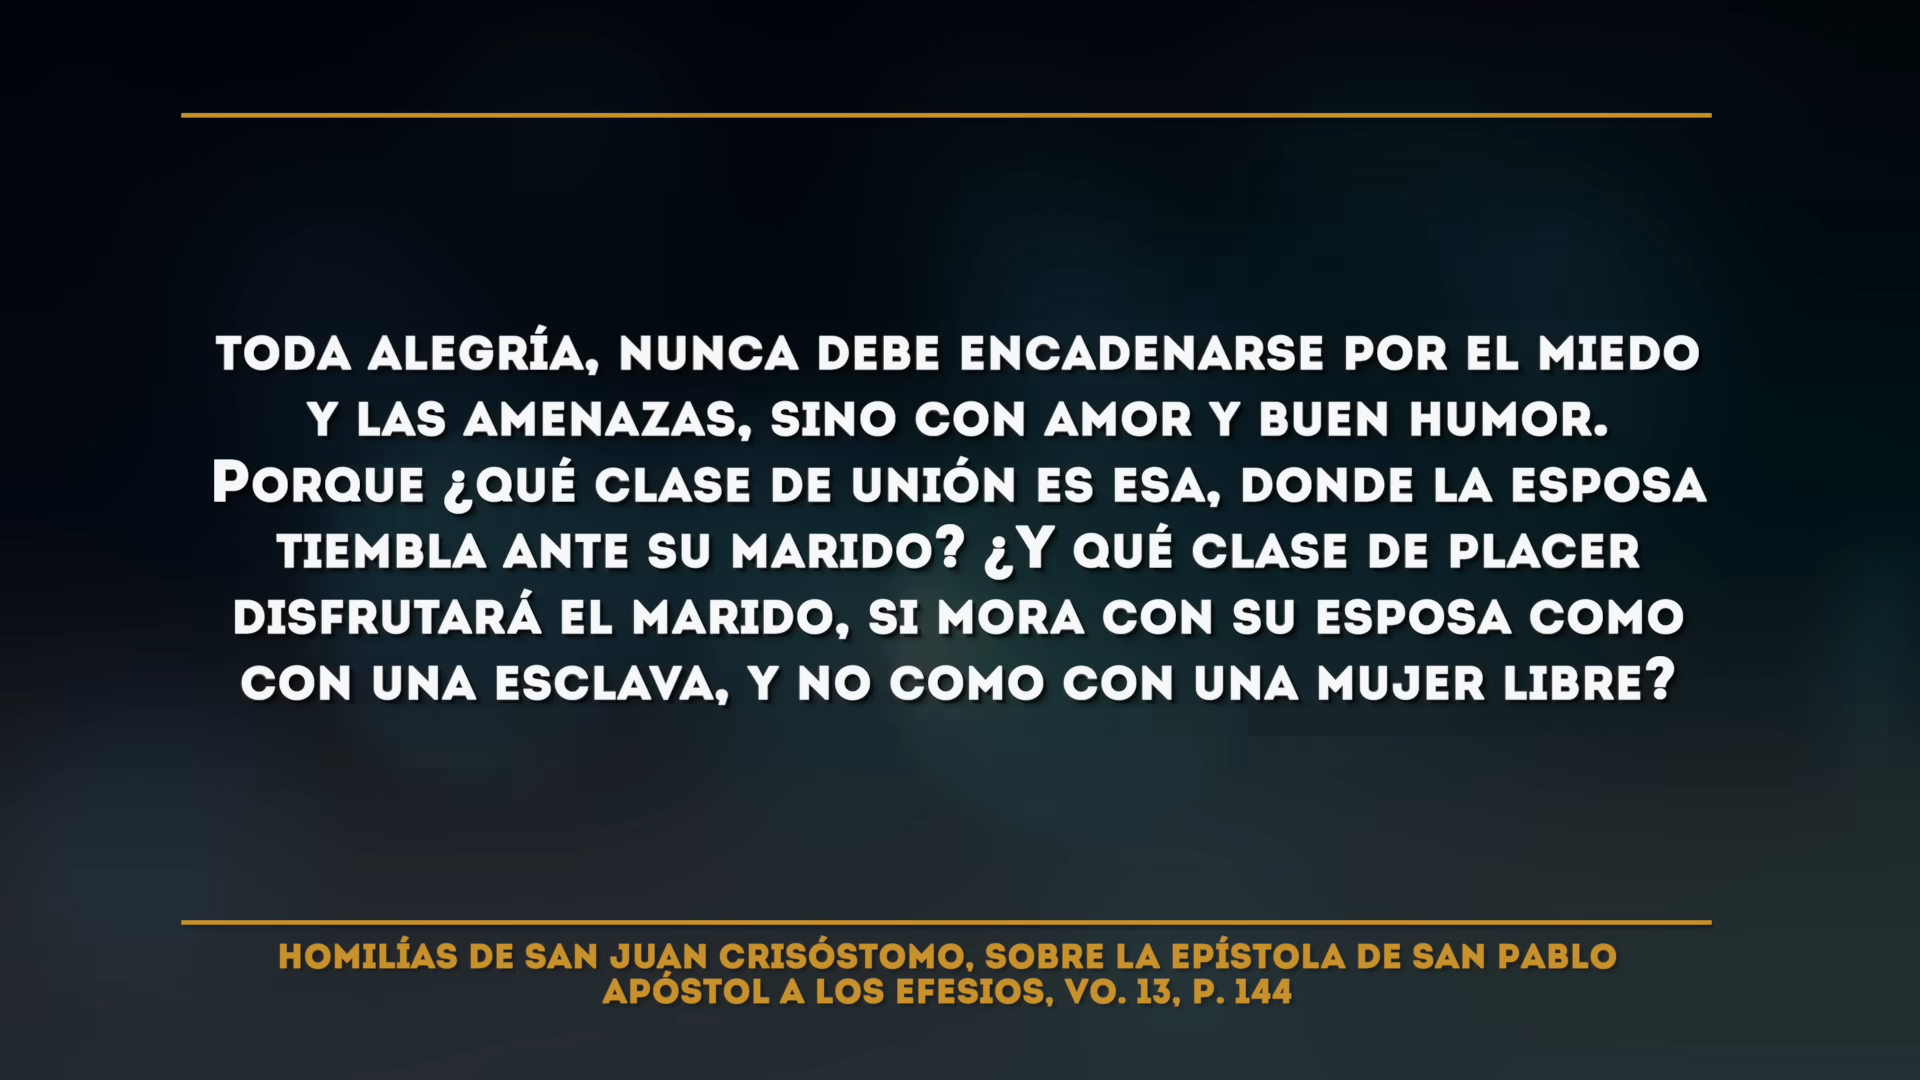 TODA ALEGRÍA, NUNCA DEBE ENCADENARSE POR EL MIEDO
Y LAS AMENAZAS, SINO CON AMOR Y BUEN HUMOR.
PORQUE ¿QUÉ CLASE DE UNIÓN ES ESA, DONDE LA ESPOSA
TIEMBLA ANTE SU MARIDO? ¿Y QUÉ CLASE DE PLACER
DISFRUTARÁ EL MARIDO, SI MORA CON SU ESPOSA COMO
CON UNA ESCLAVA, Y NO COMO CON UNA MUJER LIBRE?
HOMILÍAS DE SAN JUAN CRISÓSTOMO, SOBRE LA EPÍSTOLA DE SAN PABLO
APÓSTOL A LOS EFESIOS, VO. 13, P. 144